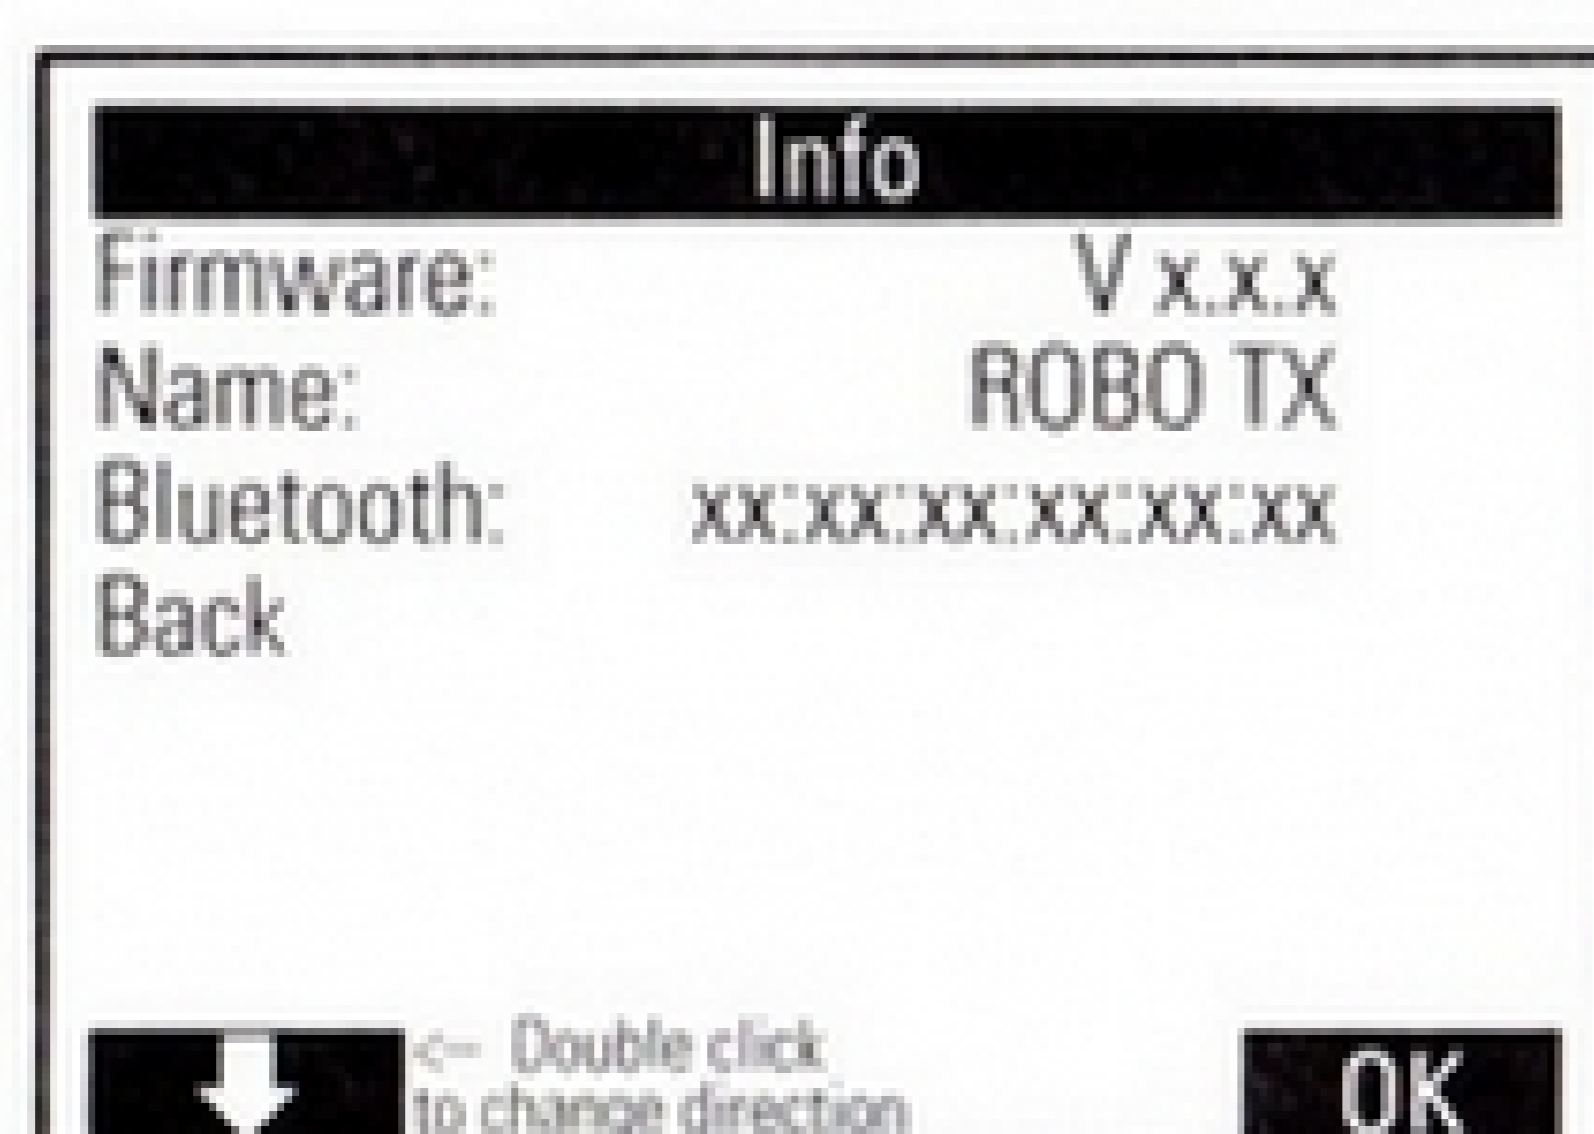 Info
Firmware: V x.x.x
Name: ROBO TX
Bluetooth: xx:xx:xx:xx:xx:xx
Back
<-- Double click
to change direction
OK